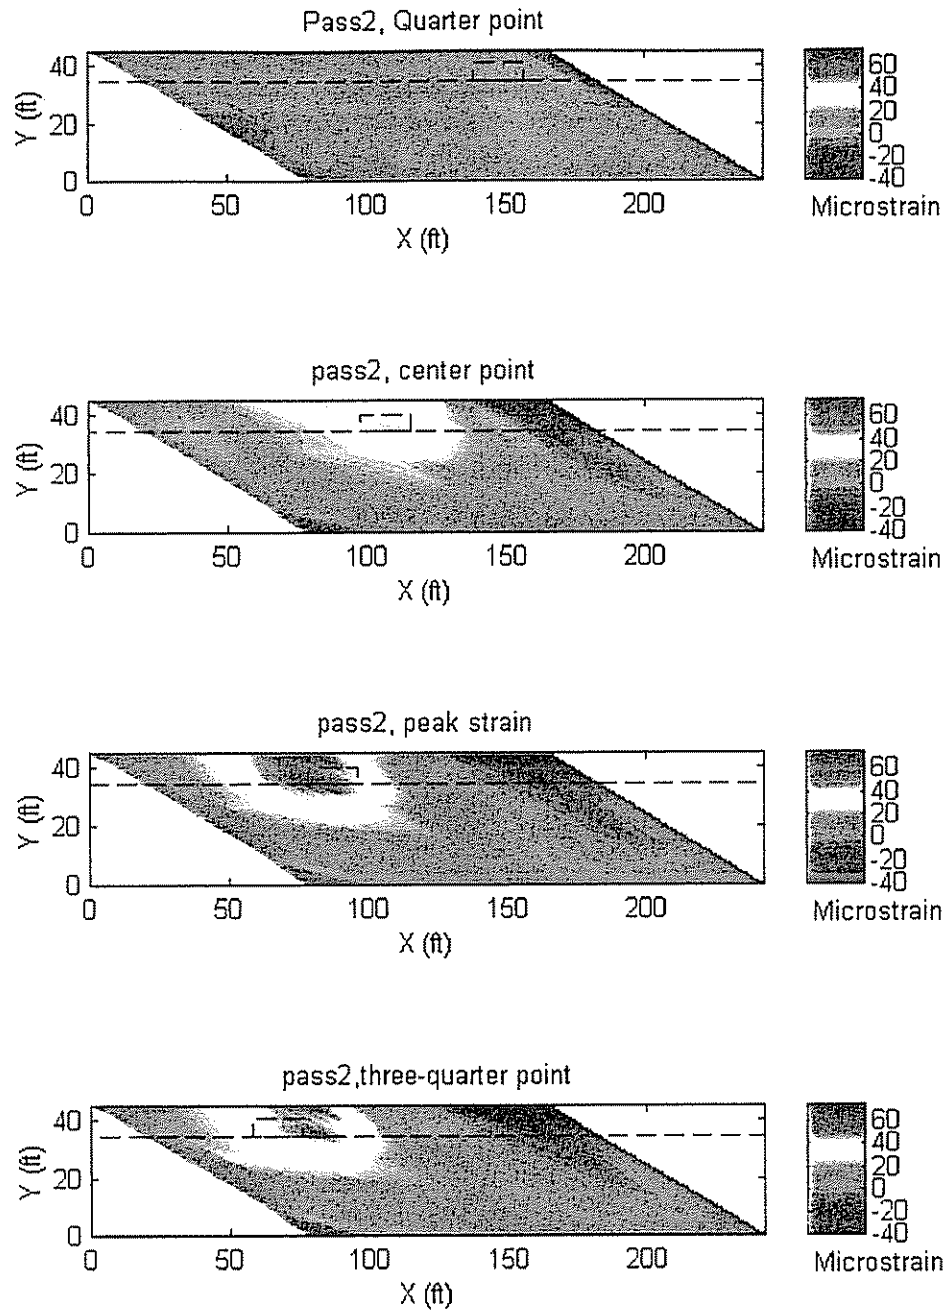 Pass2, Quarter point
Y (ft)
40
20
0
0 50 100 150 200
X (ft)
60
40
20
0
-20
-40
Microstrain
pass2, center point
Y (ft)
40
20
0
0 50 100 150 200
X (ft)
60
40
20
0
-20
-40
Microstrain
pass2, peak strain
Y (ft)
40
20
0
0 50 100 150 200
X (ft)
60
40
20
0
-20
-40
Microstrain
pass2,three-quarter point
Y (ft)
40
20
0
0 50 100 150 200
X (ft)
60
40
20
0
-20
-40
Microstrain